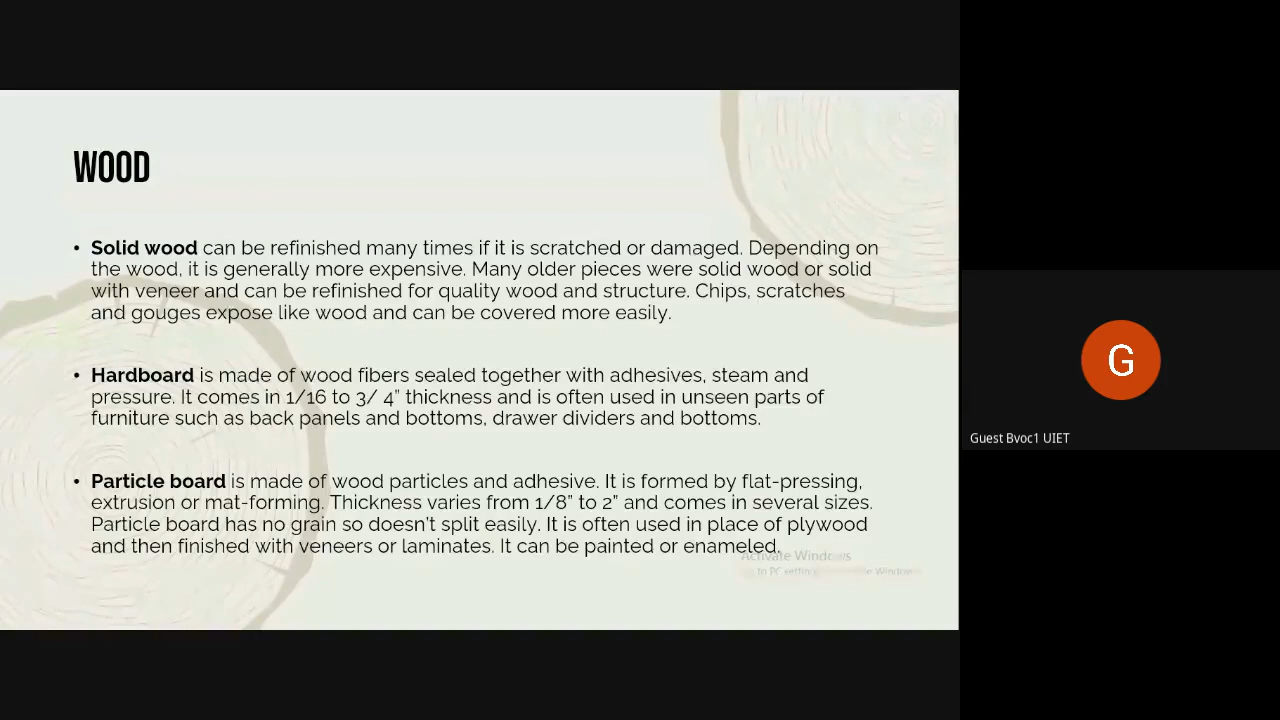 WOOD
• Solid wood can be refinished many times if it is scratched or damaged. Depending on
the wood, it is generally more expensive. Many older pieces were solid wood or solid
with veneer and can be refinished for quality wood and structure. Chips, scratches
and gouges expose like wood and can be covered more easily.
• Hardboard is made of wood fibers sealed together with adhesives, steam and
pressure. It comes in 1/16 to 3/ 4” thickness and is often used in unseen parts of
furniture such as back panels and bottoms, drawer dividers and bottoms.
• Particle board is made of wood particles and adhesive. It is formed by flat-pressing,
extrusion or mat-forming. Thickness varies from 1/8” to 2” and comes in several sizes.
Particle board has no grain so doesn’t split easily. It is often used in place of plywood
and then finished with veneers or laminates. It can be painted or enameled.
Activate Windows
to PC settings Windows
G
Guest Bvoc1 UIET